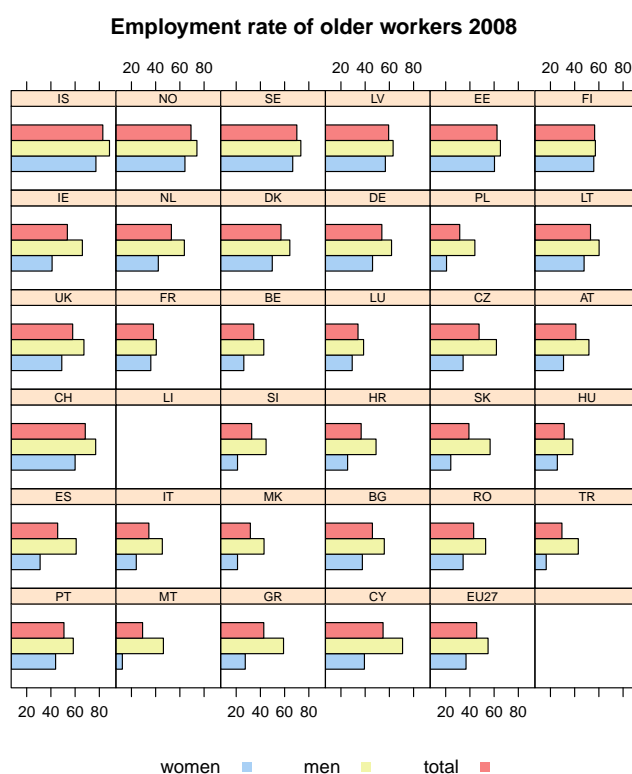 Employment rate of older workers 2008
20 40 60 80 20 40 60 80 20 40 60 80
IS NO SE LV EE FI
IE NL DK DE PL LT
UK FR BE LU CZ AT
CH LI SI HR SK HU
ES IT MK BG RO TR
PT MT GR CY EU27
20 40 60 80 20 40 60 80 20 40 60 80
women men total